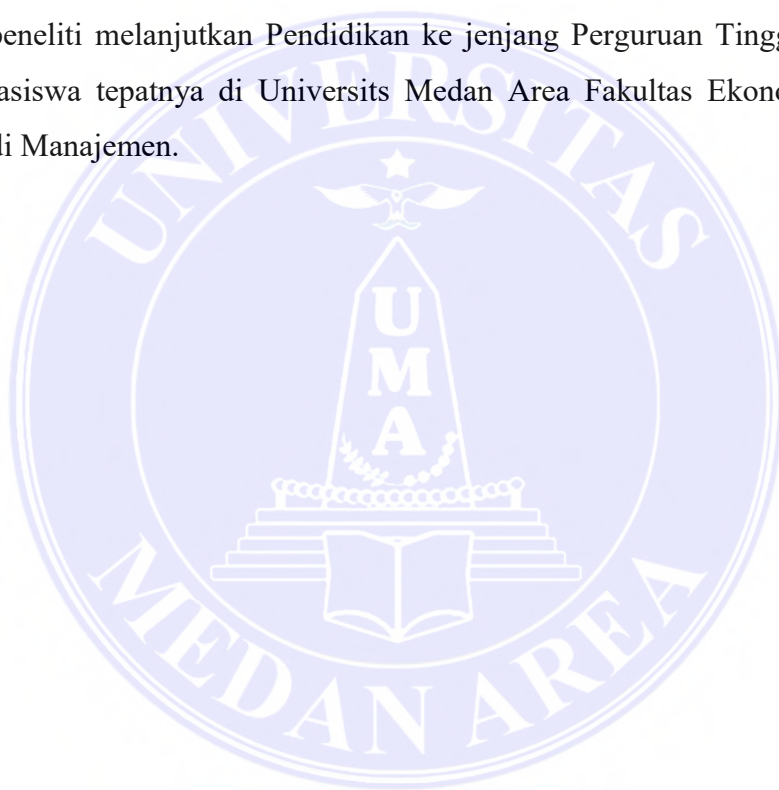 peneliti melanjutkan Pendidikan ke jenjang Perguruan Tingg
asiswa tepatnya di Universits Medan Area Fakultas Ekono
di Manajemen.
UNIVERSITAS
UMA
MEDAN AREA